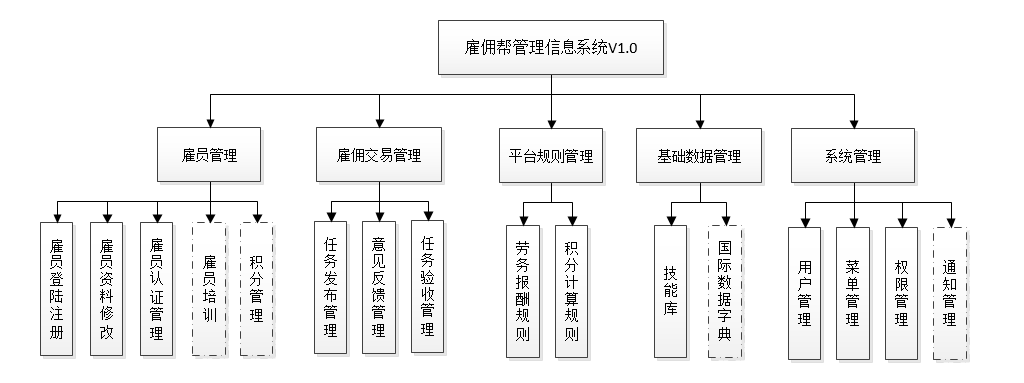 雇佣帮管理信息系统V1.0
雇员管理
雇佣交易管理
平台规则管理
基础数据管理
系统管理
雇员登陆注册
雇员资料修改
雇员认证管理
雇员培训
积分管理
任务发布管理
意见反馈管理
任务验收管理
劳务报酬规则
积分计算规则
技能库
国际数据字典
用户管理
菜单管理
权限管理
通知管理